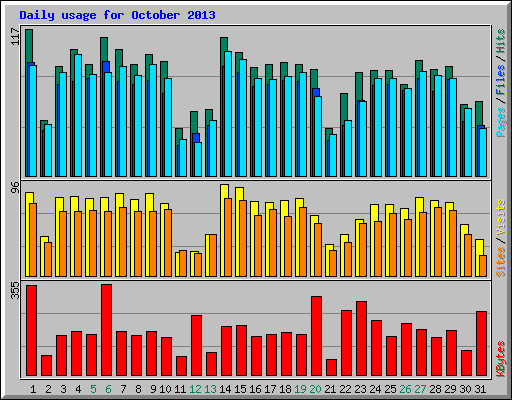 Daily usage for October 2013
117
Pages / Files / Hits
96
Sites / Visits
355
KBytes
1 2 3 4 5 6 7 8 9 10 11 12 13 14 15 16 17 18 19 20 21 22 23 24 25 26 27 28 29 30 31